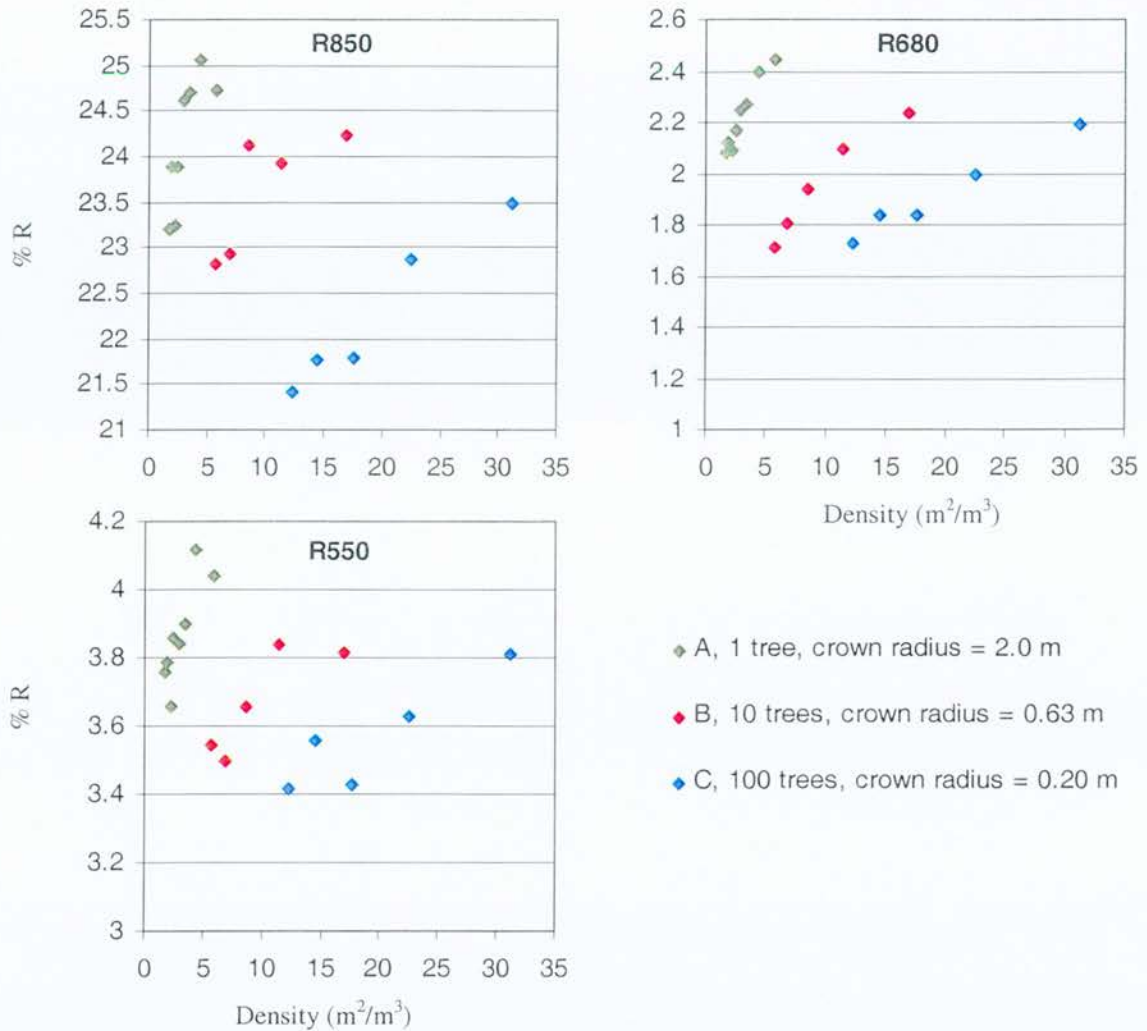 R850
25.5
25
24.5
24
23.5
23
22.5
22
21.5
21
% R
0 5 10 15 20 25 30 35
R680
2.6
2.4
2.2
2
1.8
1.6
1.4
1.2
1
0 5 10 15 20 25 30 35
Density (m²/m³)
R550
4.2
4
3.8
3.6
3.4
3.2
3
% R
0 5 10 15 20 25 30 35
Density (m²/m³)
A, 1 tree, crown radius = 2.0 m
B, 10 trees, crown radius = 0.63 m
C, 100 trees, crown radius = 0.20 m